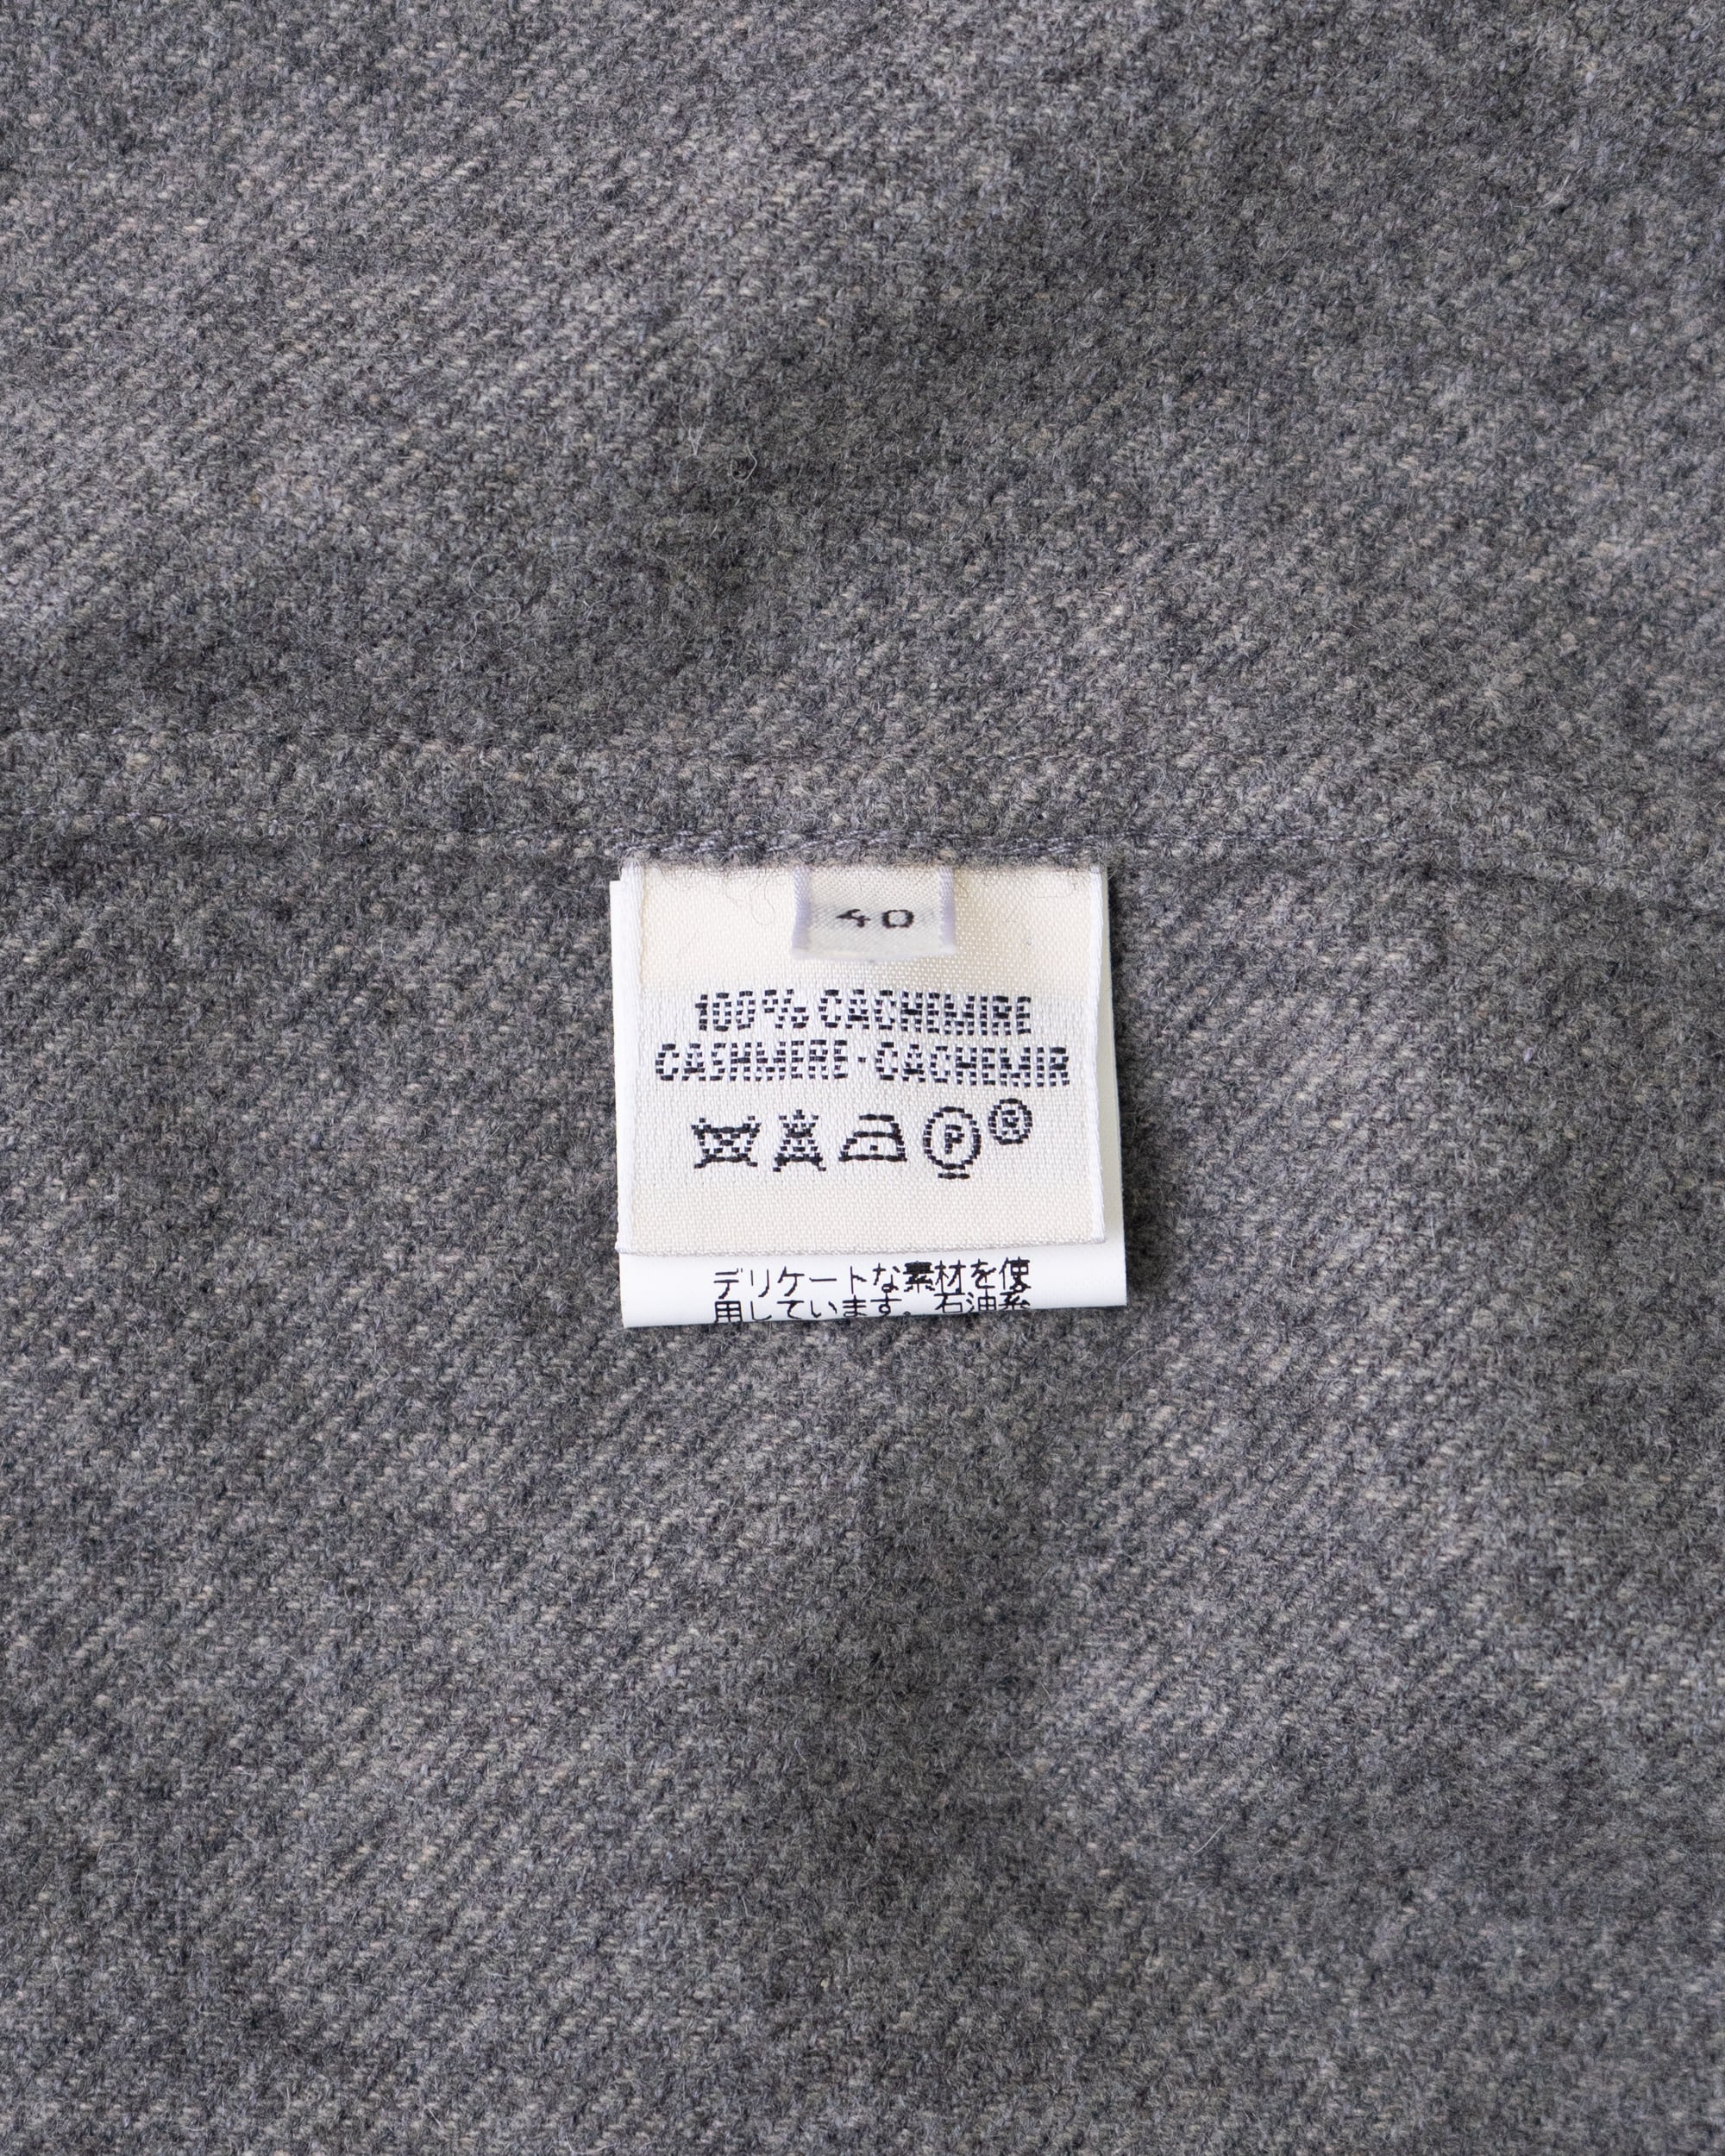 40
100% CACHEMIRE
CASHMIRE·CACHEMIR
P R
デリケートな素材を使
用しています。石油系